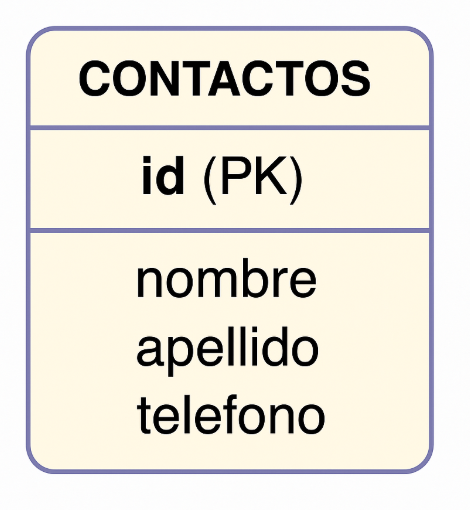 CONTACTOS
id (PK)
nombre
apellido
telefono